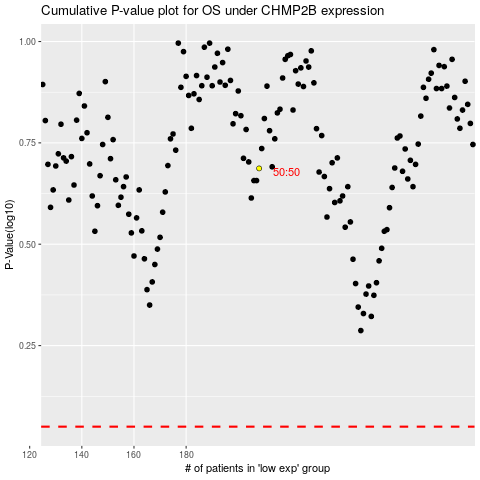 Cumulative P-value plot for OS under CHMP2B expression
P-Value(log10)
1.00
0.75
0.50
0.25
50:50
120 140 160 180
# of patients in 'low exp' group